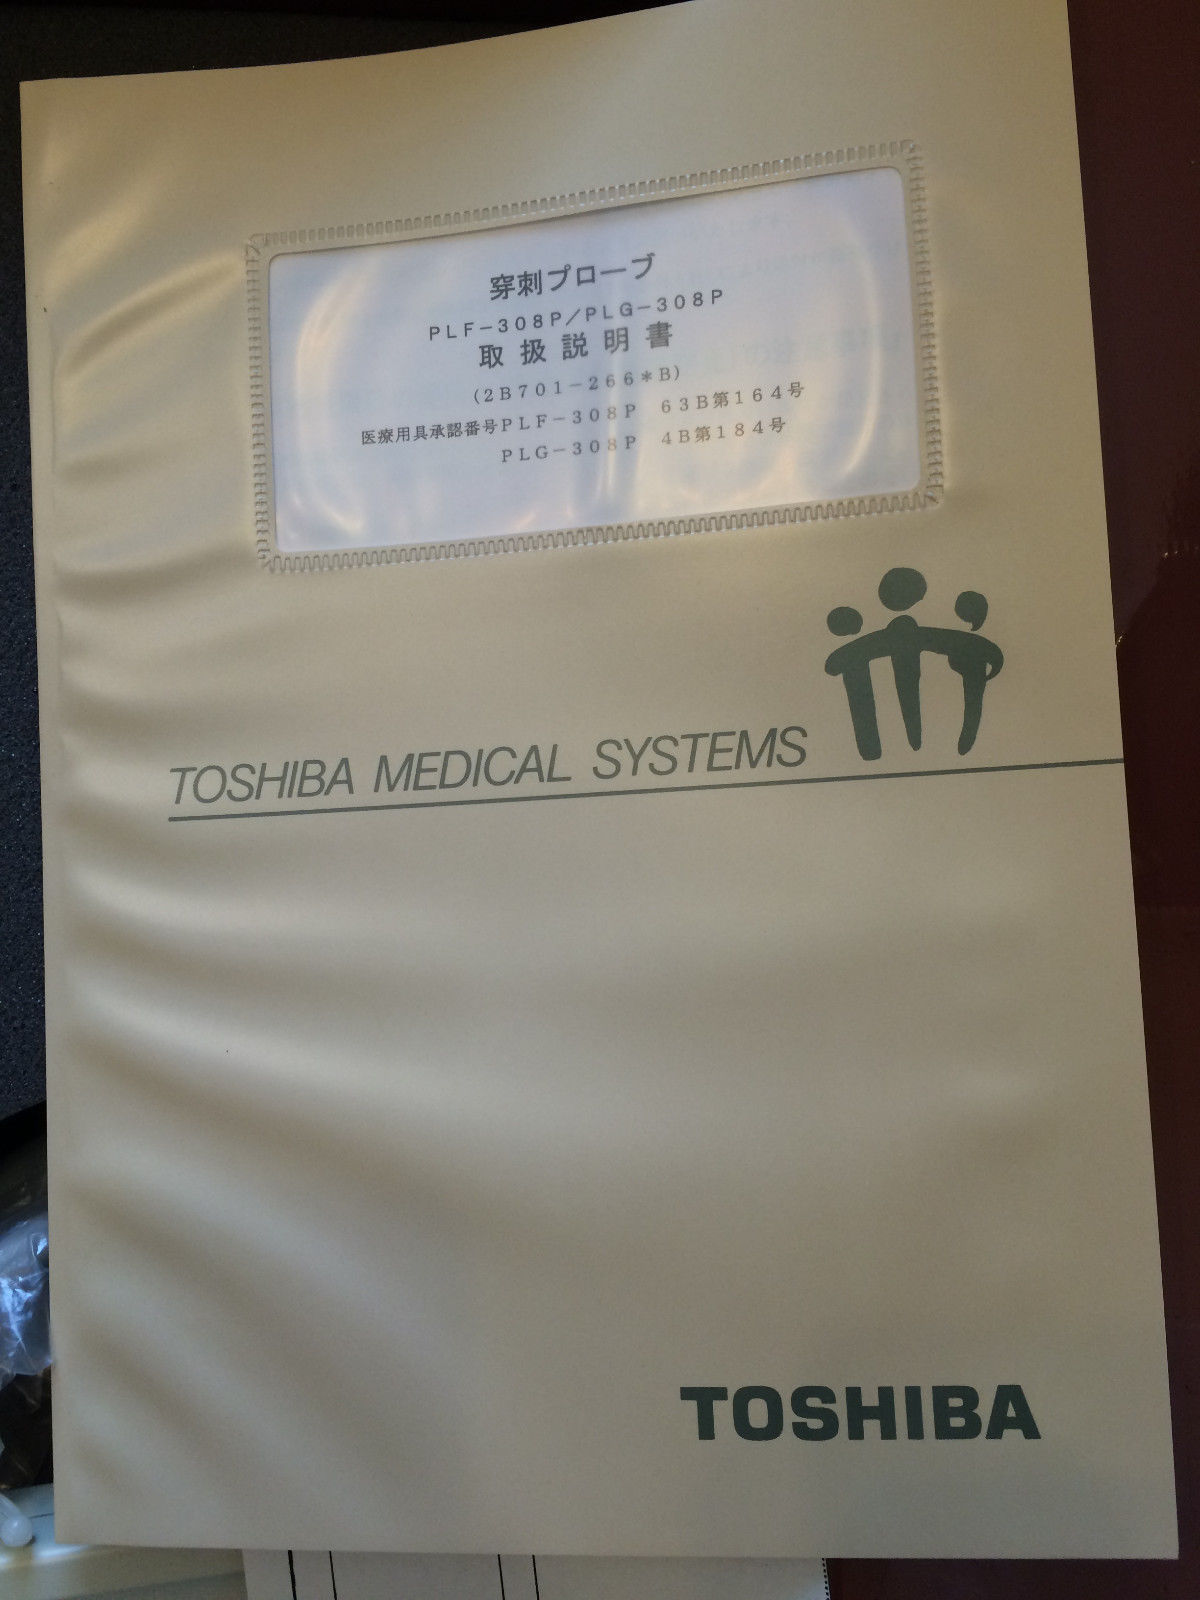 穿刺プローブ
PLF-308P/PLG-308P
取扱説明書
(2B701-266*B)
医療用具承認番号PLF-308P 63B第164号
PLG-308P 4B第184号
TOSHIBA MEDICAL SYSTEMS
TOSHIBA